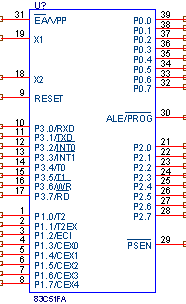 U?
31 EA/VPP P0.0 39
P0.1 38
19 X1 P0.2 37
P0.3 36
P0.4 35
P0.5 34
P0.6 33
18 X2 P0.7 32
9 RESET
ALE/PROG 30
10 P3.0/RXD
11 P3.1/TXD P2.0 21
12 P3.2/INT0 P2.1 22
13 P3.3/INT1 P2.2 23
14 P3.4/T0 P2.3 24
15 P3.5/T1 P2.4 25
16 P3.6/WR P2.5 26
17 P3.7/RD P2.6 27
P2.7 28
1 P1.0/T2
2 P1.1/T2EX
3 P1.2/ECI PSEN 29
4 P1.3/CEX0
5 P1.4/CEX1
6 P1.5/CEX2
7 P1.6/CEX3
8 P1.7/CEX4
83C51FA